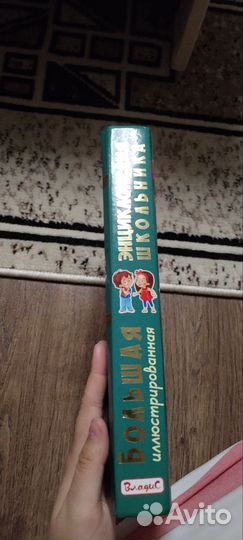 Большая
иллюстрированная
ЭНЦИКЛОПЕДИЯ
ШКОЛЬНИКА
ВладиС
Avito